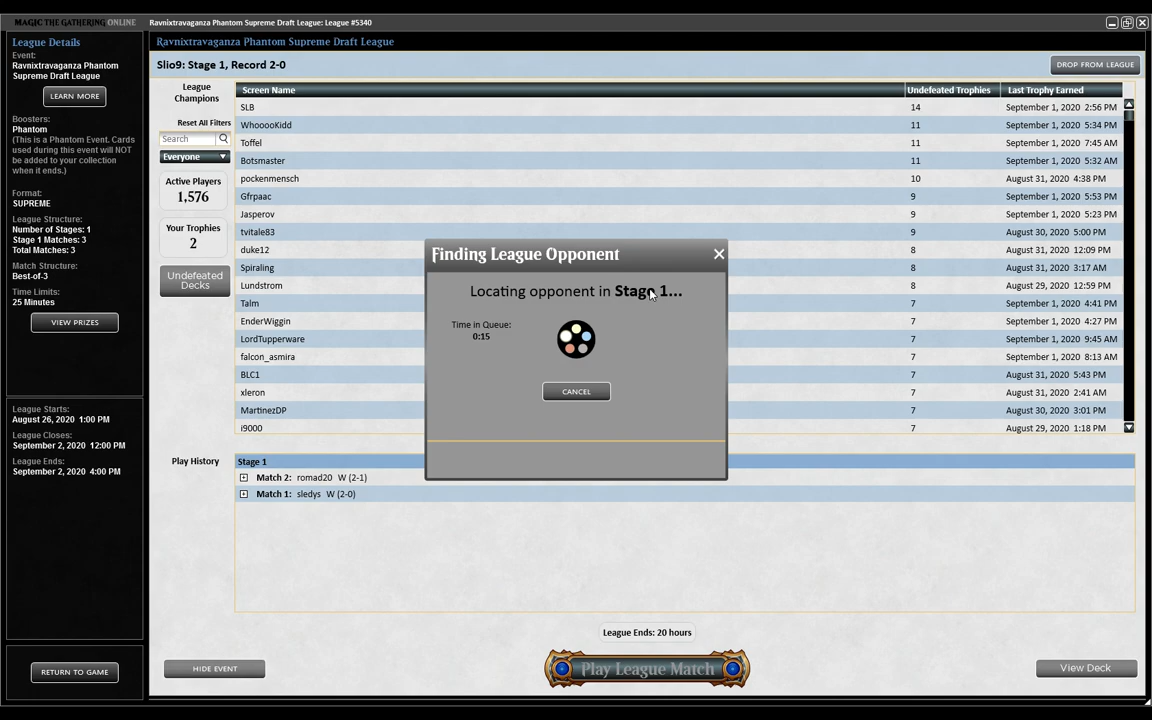 MAGIC THE GATHERING ONLINE
Ravnixtravaganza Phantom Supreme Draft League: League #5340
League Details
Event:
Ravnixtravaganza Phantom
Supreme Draft League
LEARN MORE
Boosters:
Phantom
(This is a Phantom Event. Cards
used during this event will NOT
be added to your collection
when it ends.)
Format:
SUPREME
League Structure:
Number of Stages: 1
Stage 1 Matches: 3
Total Matches: 3
Match Structure:
Best-of-3
Time Limits:
25 Minutes
VIEW PRIZES
League Starts:
August 26, 2020 1:00 PM
League Closes:
September 2, 2020 12:00 PM
League Ends:
September 2, 2020 4:00 PM
RETURN TO GAME
Ravnixtravaganza Phantom Supreme Draft League
Slio9: Stage 1, Record 2-0
DROP FROM LEAGUE
League
Champions
Reset All Filters
Search
Everyone
Active Players
1,576
Your Trophies
2
Undefeated
Decks
Screen Name Undefeated Trophies Last Trophy Earned
SLB 14 September 1, 2020 2:56 PM
WhooooKidd 11 September 1, 2020 5:34 PM
Toffel 11 September 1, 2020 7:45 AM
Botsmaster 11 September 1, 2020 5:32 AM
pockenmensch 10 August 31, 2020 4:38 PM
Gfrpaac 9 September 1, 2020 5:53 PM
Jasperov 9 September 1, 2020 5:23 PM
tvitale83 9 August 30, 2020 5:00 PM
duke12 8 August 31, 2020 12:09 PM
Spiraling 8 August 31, 2020 3:17 AM
Lundstrom 8 August 29, 2020 12:59 PM
Talm 7 September 1, 2020 4:41 PM
EnderWiggin 7 September 1, 2020 4:27 PM
LordTupperware 7 September 1, 2020 9:45 AM
falcon_asmira 7 September 1, 2020 8:13 AM
BLC1 7 August 31, 2020 5:43 PM
xleron 7 August 31, 2020 2:41 AM
MartinezDP 7 August 30, 2020 3:01 PM
i9000 7 August 29, 2020 1:18 PM
Finding League Opponent
Locating opponent in Stage 1...
Time in Queue:
0:15
CANCEL
Play History
Stage 1
Match 2: romad20 W (2-1)
Match 1: sledys W (2-0)
League Ends: 20 hours
HIDE EVENT
Play League Match
View Deck